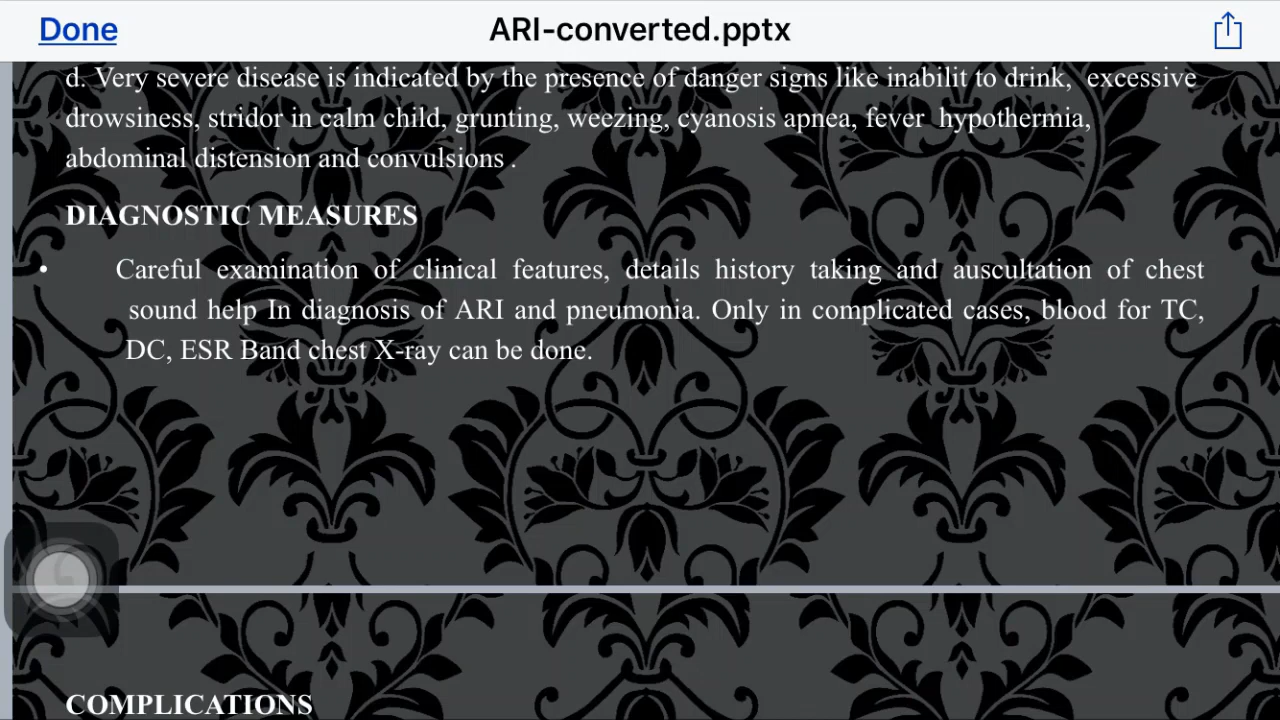 Done
ARI-converted.pptx
d. Very severe disease is indicated by the presence of danger signs like inabilit to drink, excessive
drowsiness, stridor in calm child, grunting, weezing, cyanosis apnea, fever hypothermia,
abdominal distension and convulsions .
DIAGNOSTIC MEASURES
• Careful examination of clinical features, details history taking and auscultation of chest
sound help In diagnosis of ARI and pneumonia. Only in complicated cases, blood for TC,
DC, ESR Band chest X-ray can be done.
COMPLICATIONS